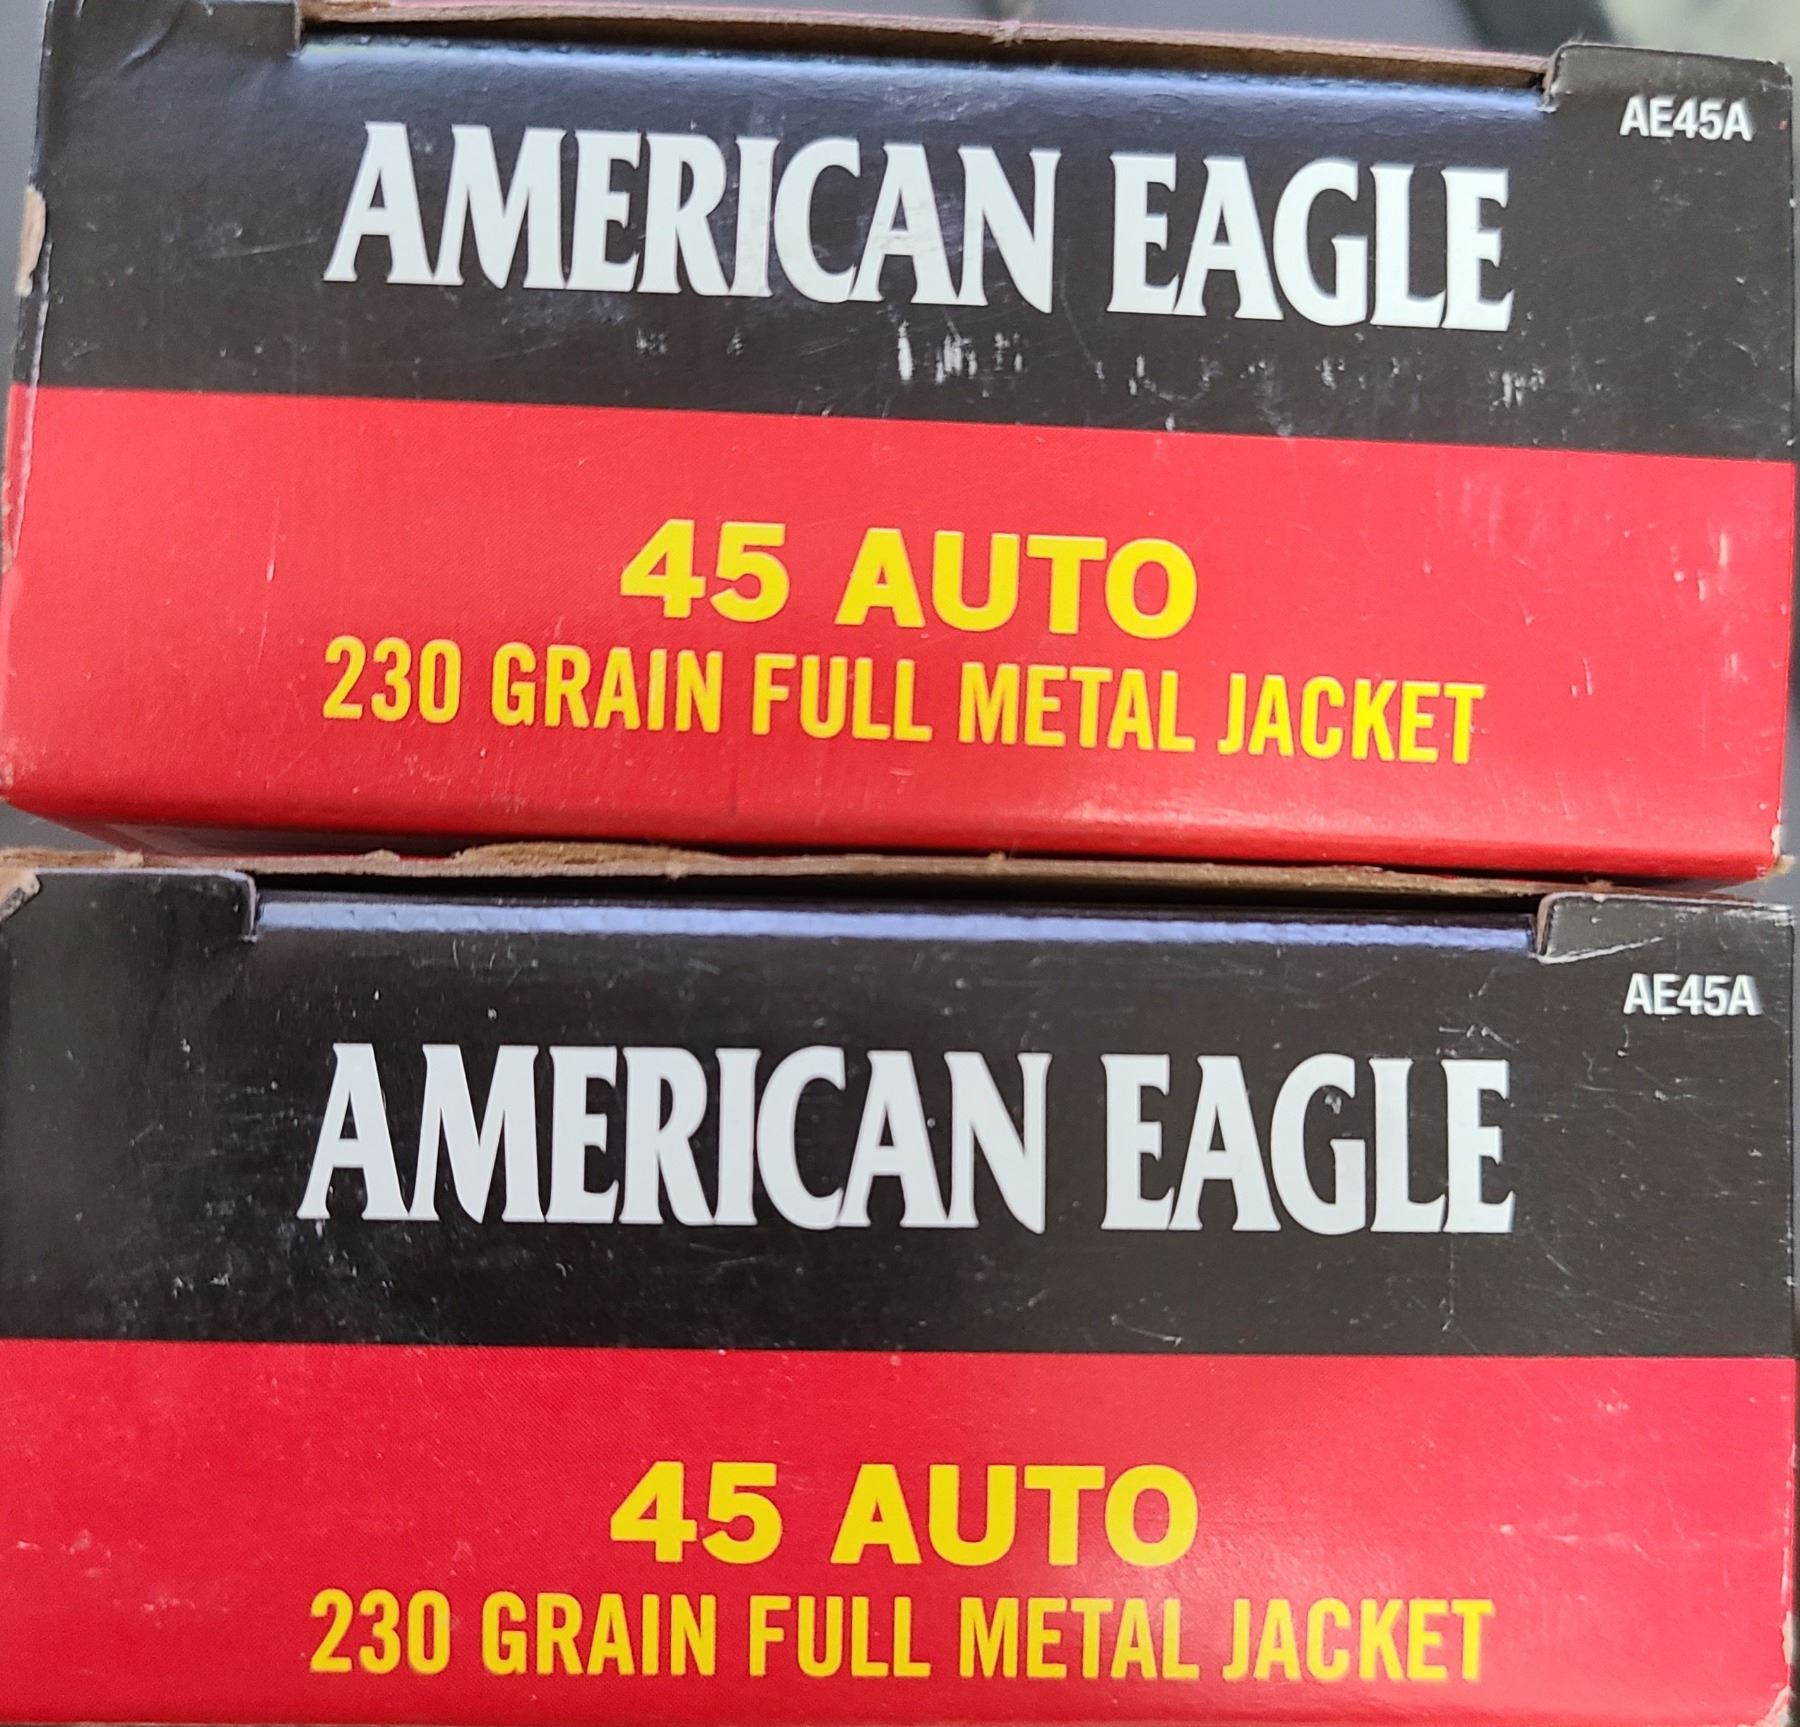 AE45A
AMERICAN EAGLE
45 AUTO
230 GRAIN FULL METAL JACKET
AE45A
AMERICAN EAGLE
45 AUTO
230 GRAIN FULL METAL JACKET